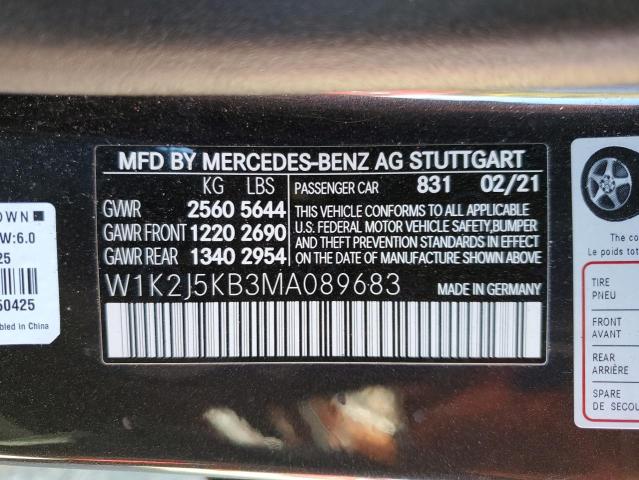 MFD BY MERCEDES-BENZ AG STUTTGART
KG LBS
GVWR 2560 5644
GAWR FRONT 1220 2690
GAWR REAR 1340 2954
PASSENGER CAR 831 02/21
THIS VEHICLE CONFORMS TO ALL APPLICABLE
U.S. FEDERAL MOTOR VEHICLE SAFETY,BUMPER
AND THEFT PREVENTION STANDARDS IN EFFECT
ON THE DATE OF MANUFACTURE SHOWN ABOVE.
W1K2J5KB3MA089683
MADE IN GERMANY
OWN
W:6.0
25
50425
bled in China
The c
Le poids tot
TIRE
PNEU
FRONT
AVANT
REAR
ARRIÈRE
SPARE
DE SECOU